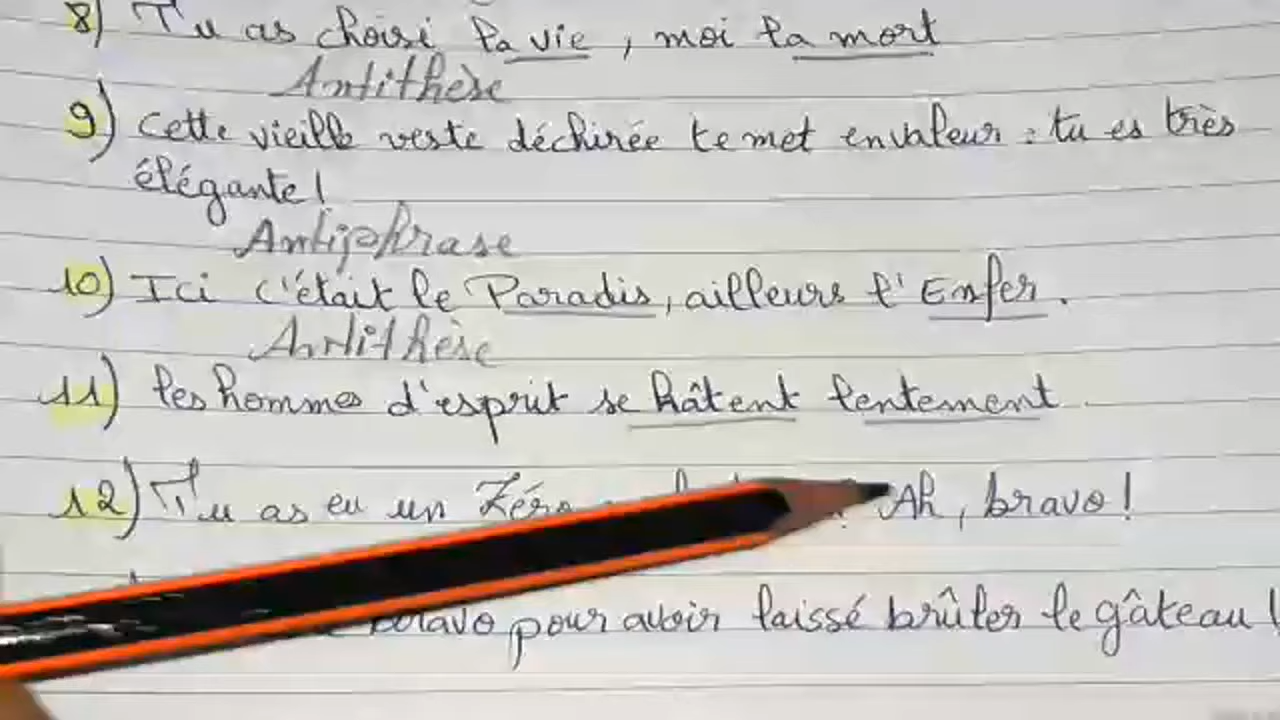 8) Tu as choisi la vie, moi la mort
Antithèse
9) Cette vieille veste déchirée te met en valeur : tu es très
élégante !
Antiphrase
10) Ici c'était le Paradis, ailleurs l'Enfer.
Antithèse
11) les hommes d'esprit se hâtent lentement.
12) Tu as eu un Zéro ! Ah, bravo !
bravo pour avoir laissé brûler le gâteau !